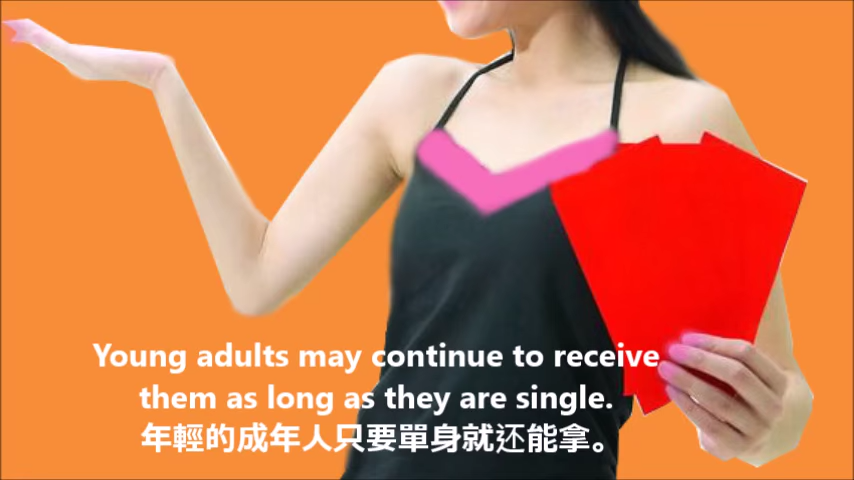 Young adults may continue to receive
them as long as they are single.
年輕的成年人只要單身就还能拿。